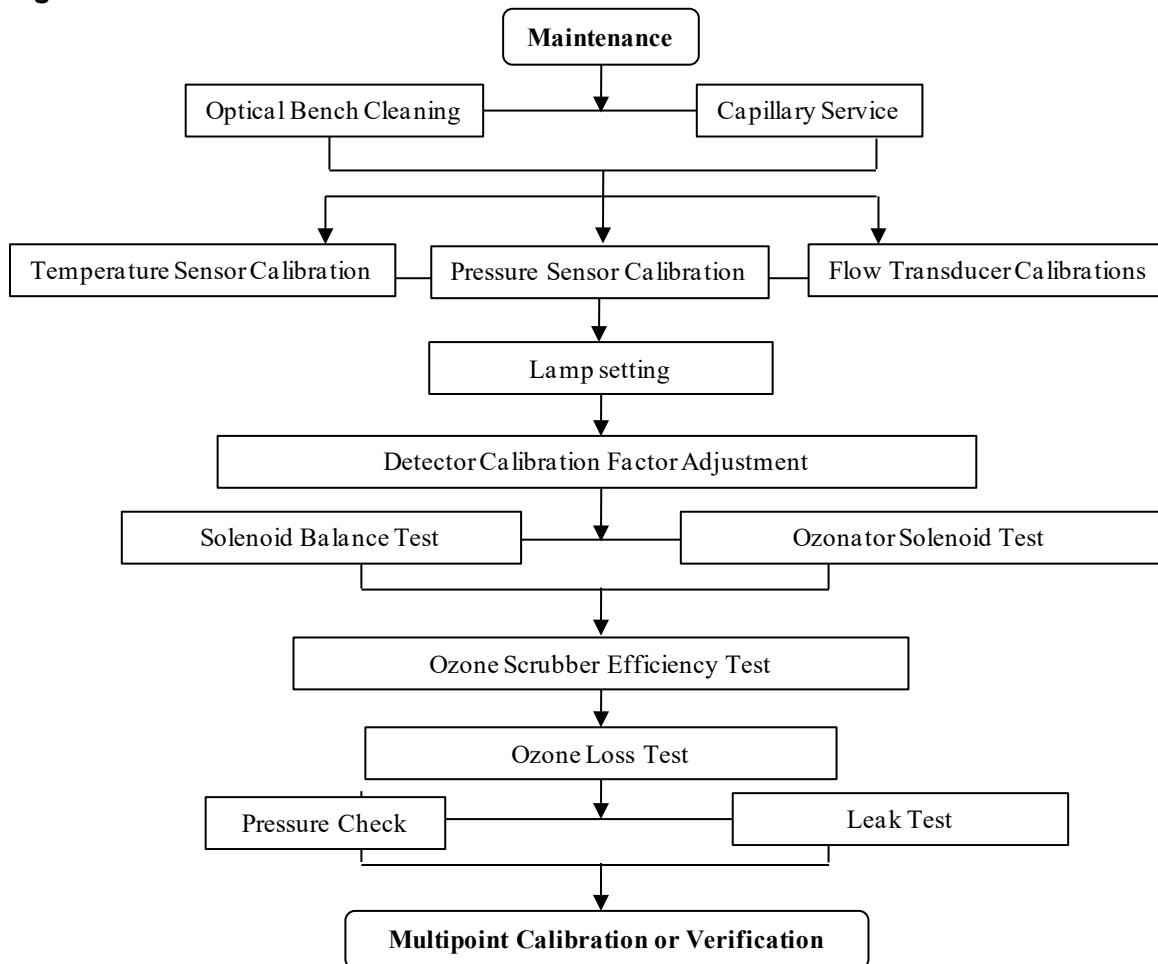 Maintenance
Optical Bench Cleaning
Capillary Service
Temperature Sensor Calibration
Pressure Sensor Calibration
Flow Transducer Calibrations
Lamp setting
Detector Calibration Factor Adjustment
Solenoid Balance Test
Ozonator Solenoid Test
Ozone Scrubber Efficiency Test
Ozone Loss Test
Pressure Check
Leak Test
Multipoint Calibration or Verification